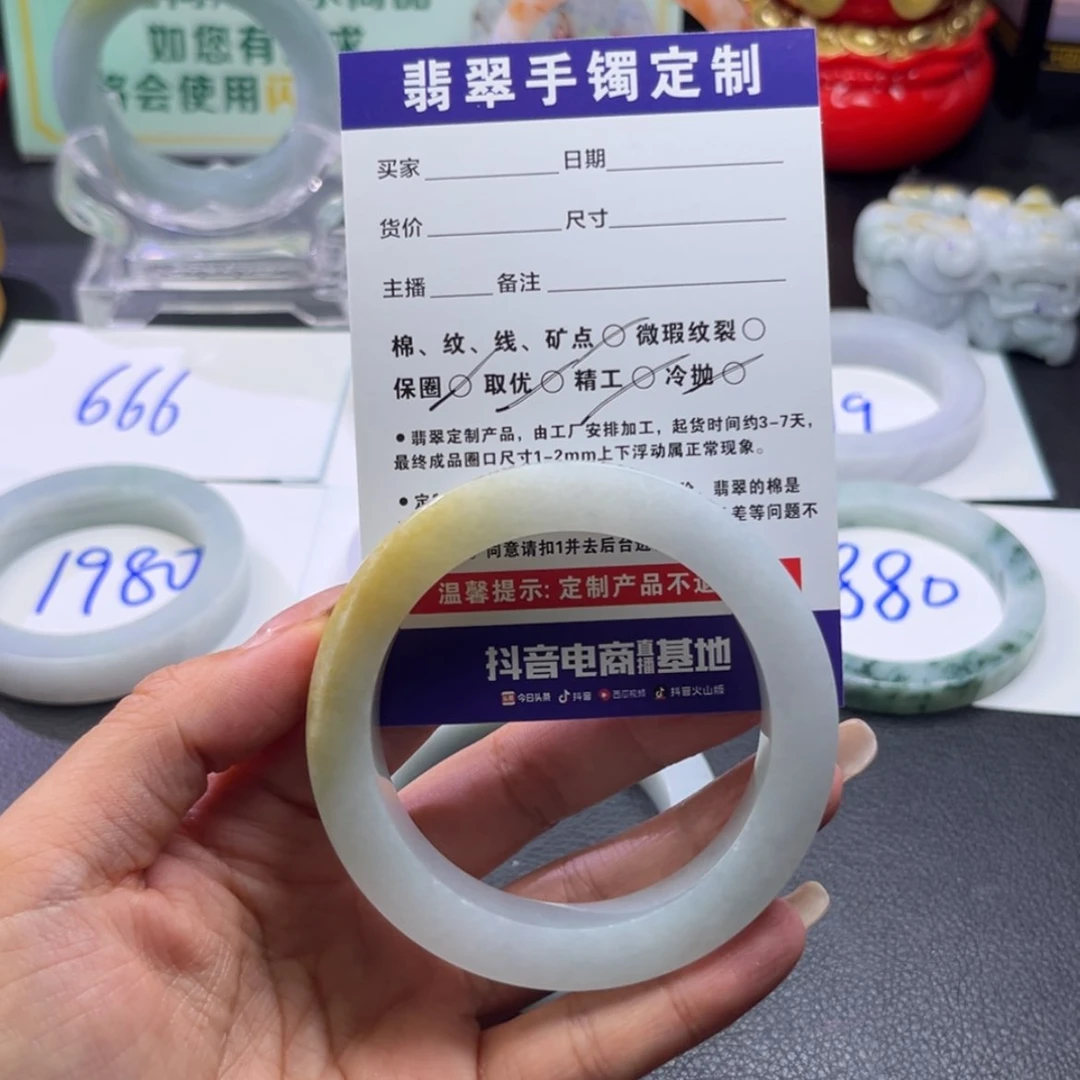 如您有
将会使用闪
翡翠手镯定制
买家 日期
货价 尺寸
主播 备注
棉、纹、线、矿点○ 微瑕纹裂○
保圈○ 取优○ 精工○ 冷抛○
●翡翠定制产品，由工厂安排加工，起货时间约3-7天，
最终成品圈口尺寸1-2mm上下浮动属正常现象。
翡翠的棉是
差等问题不
同意请扣1并去后台
温馨提示: 定制产品不退
抖音电商直播基地
今日头条 抖音 西瓜视频 抖音火山版
666
1980
9
880